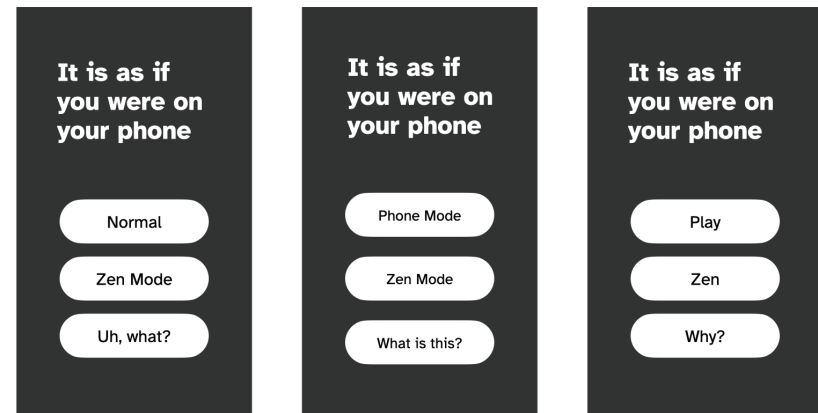 It is as if
you were on
your phone
Normal
Zen Mode
Uh, what?
It is as if
you were on
your phone
Phone Mode
Zen Mode
What is this?
It is as if
you were on
your phone
Play
Zen
Why?